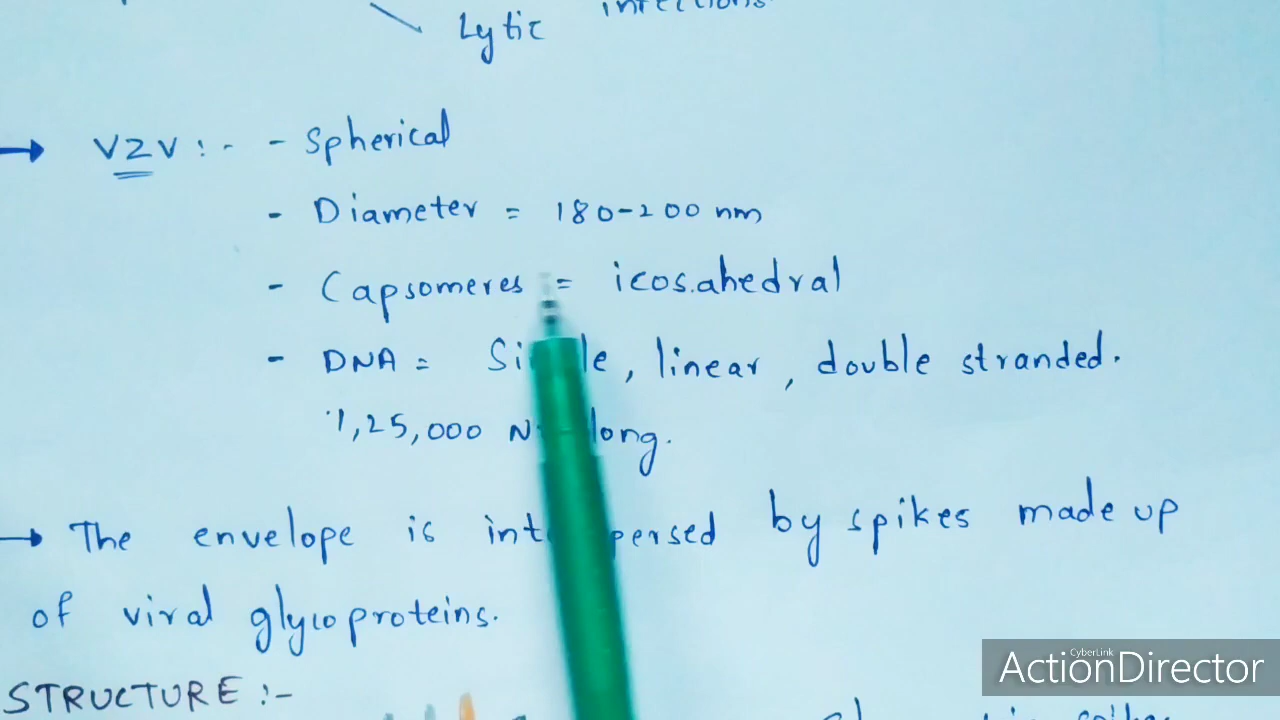 Lytic infections.
→ VZV :- - Spherical
- Diameter = 180-200 nm
- Capsomeres = icosahedral
- DNA = linear, double stranded.
1,25,000 long.
→ The envelope is by spikes made up
of viral glycoproteins.
STRUCTURE :-
CyberLink
ActionDirector